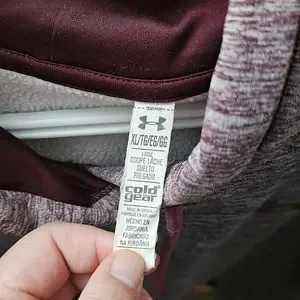 XL/TG/EG/GG
LOOSE
COUPE LÂCHE
SUELTO
FOLGADO
cold
gear
MADE IN JORDAN
FABRIQUÉ EN JORDANIE
HECHO EN
JORDANIA
FABRICADO
NA JORDÂNIA